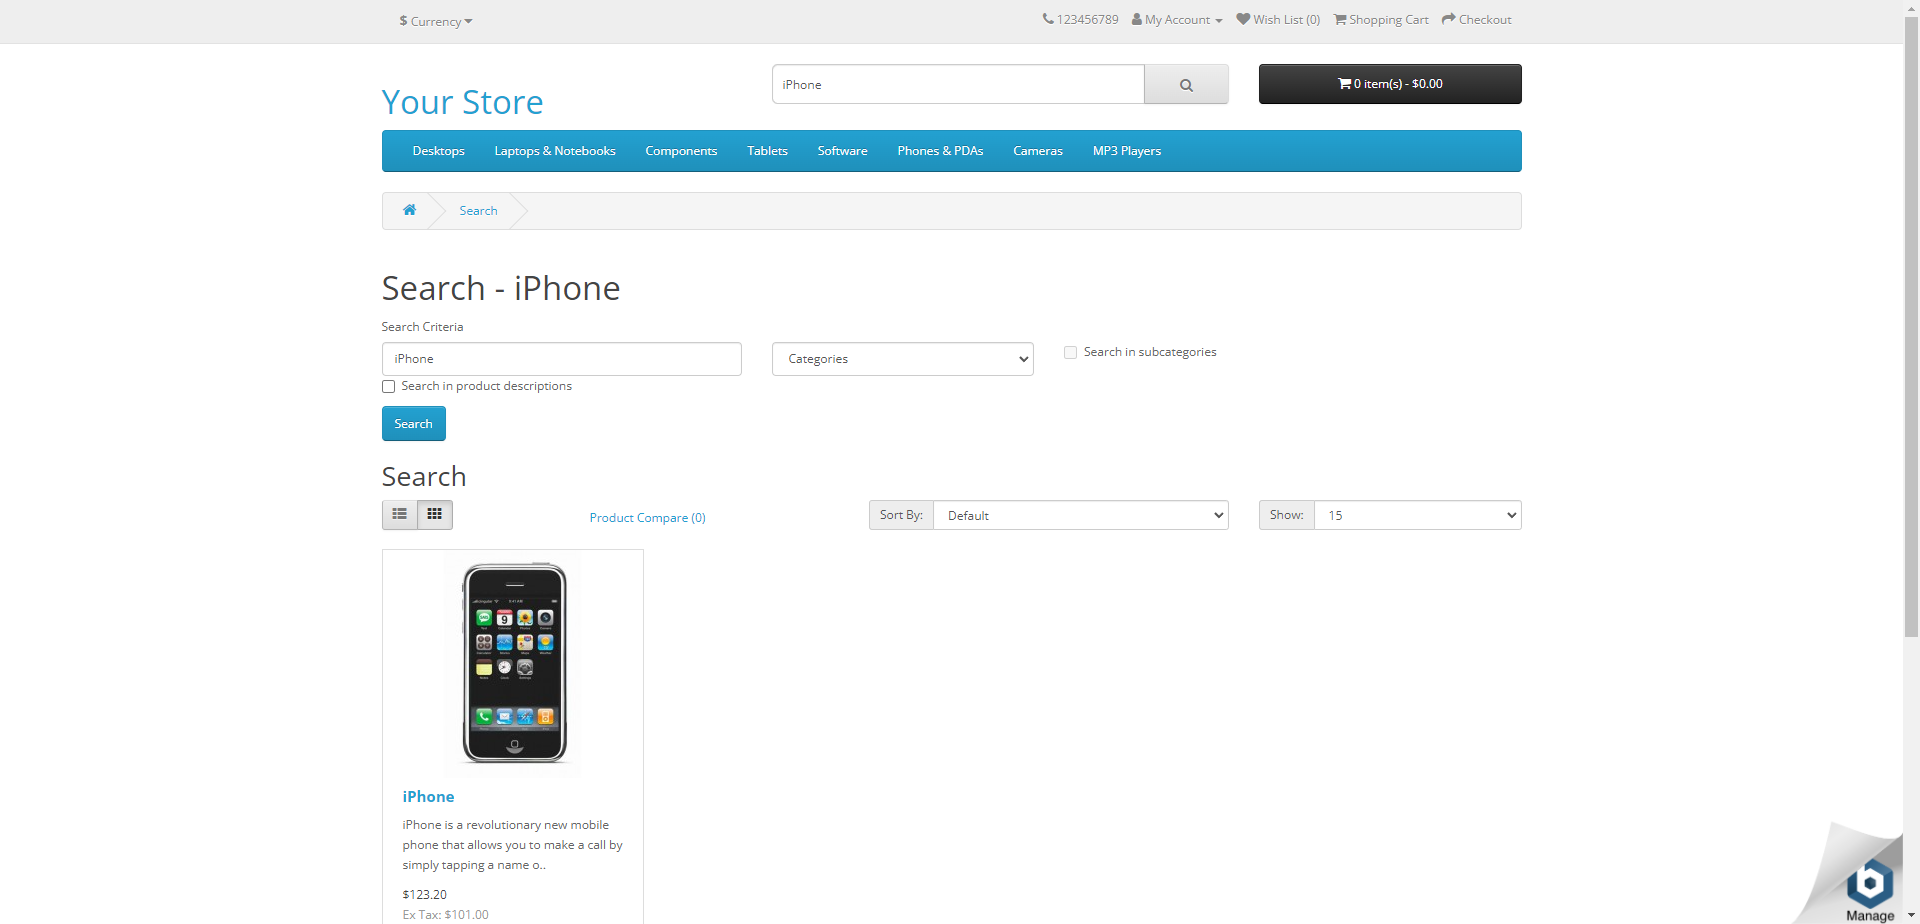 $ Currency
123456789 My Account Wish List (0) Shopping Cart Checkout
Your Store
iPhone
0 item(s) - $0.00
Desktops Laptops & Notebooks Components Tablets Software Phones & PDAs Cameras MP3 Players
Search
Search - iPhone
Search Criteria
iPhone
Categories
Search in subcategories
Search in product descriptions
Search
Search
Product Compare (0)
Sort By: Default
Show: 15
iPhone
iPhone is a revolutionary new mobile
phone that allows you to make a call by
simply tapping a name o..
$123.20
Ex Tax: $101.00
b
Manage